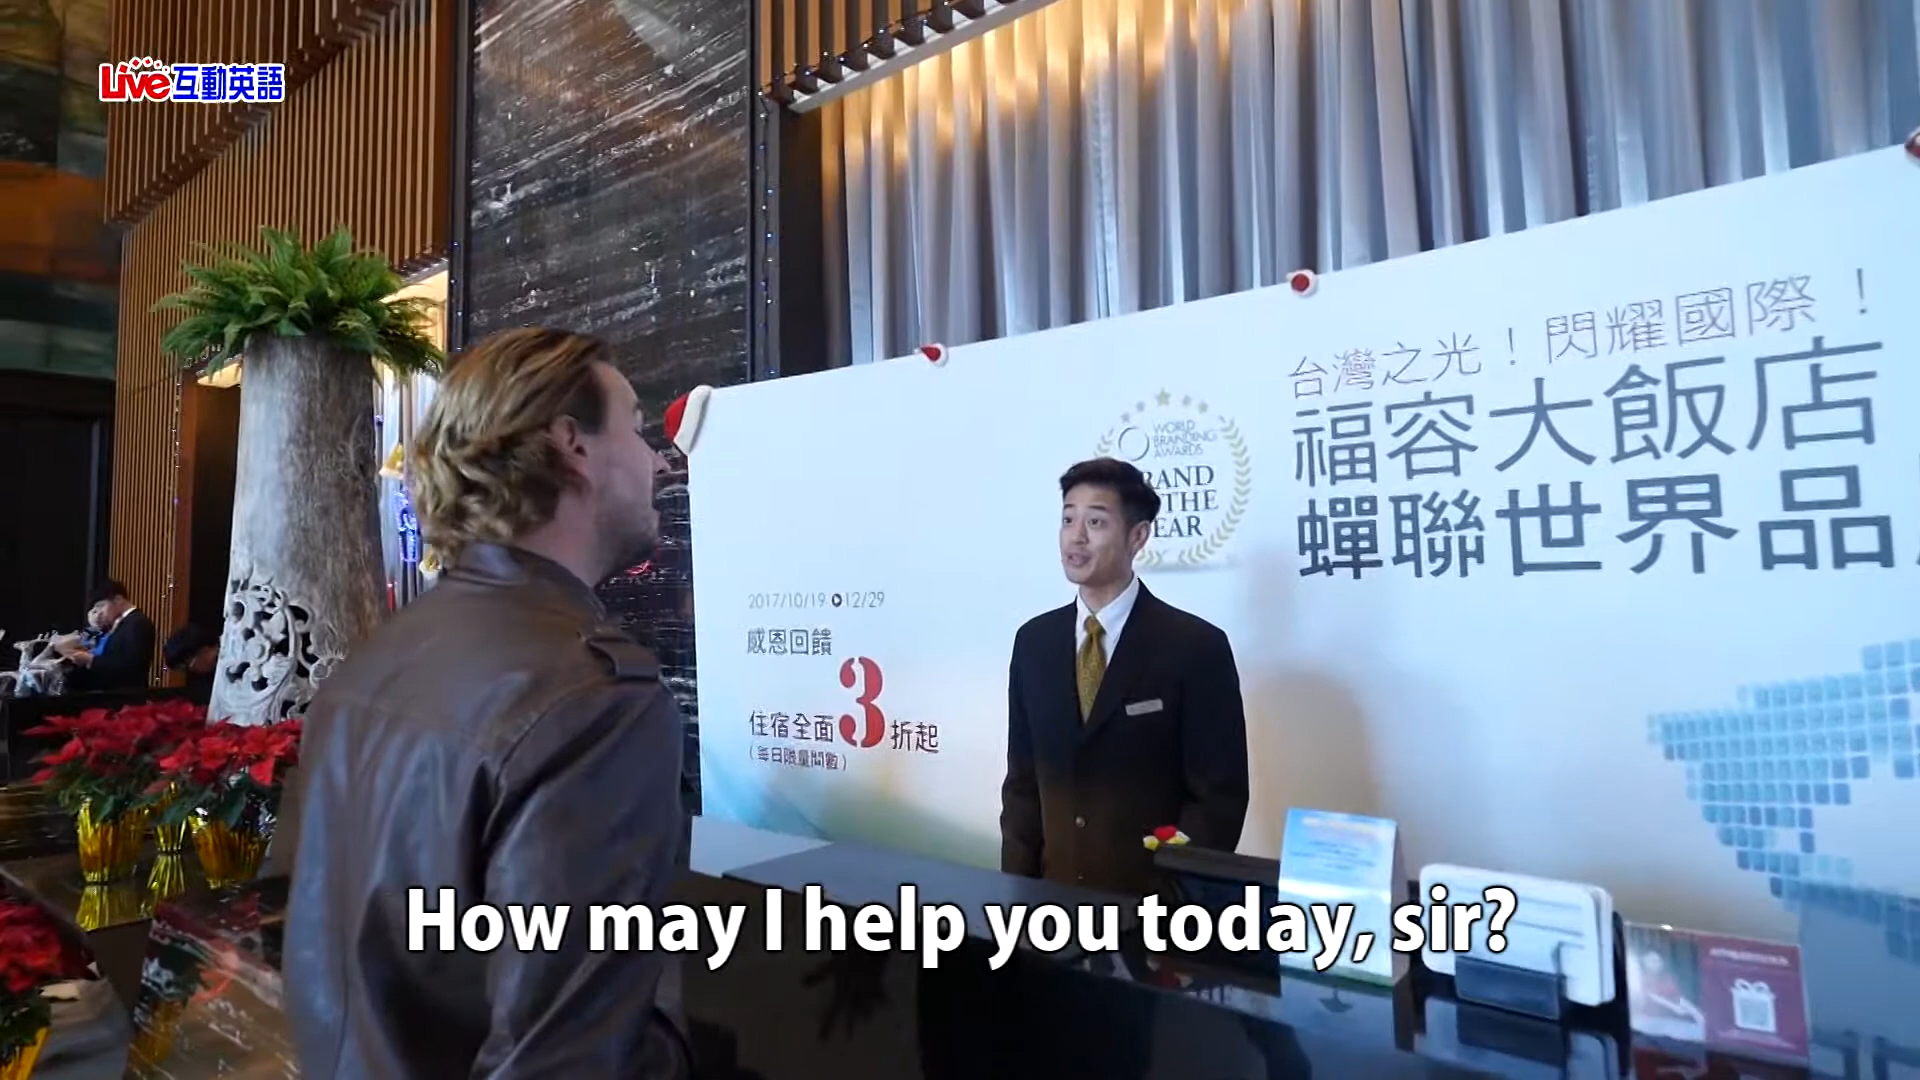 Live互動英語
台灣之光！閃耀國際！
福容大飯店
蟬聯世界品
WORLD
BRANDING
AWARDS
RAND
THE
EAR
2017/10/19 12/29
感恩回饋
住宿全面3折起
（每日限量間數）
How may I help you today, sir?